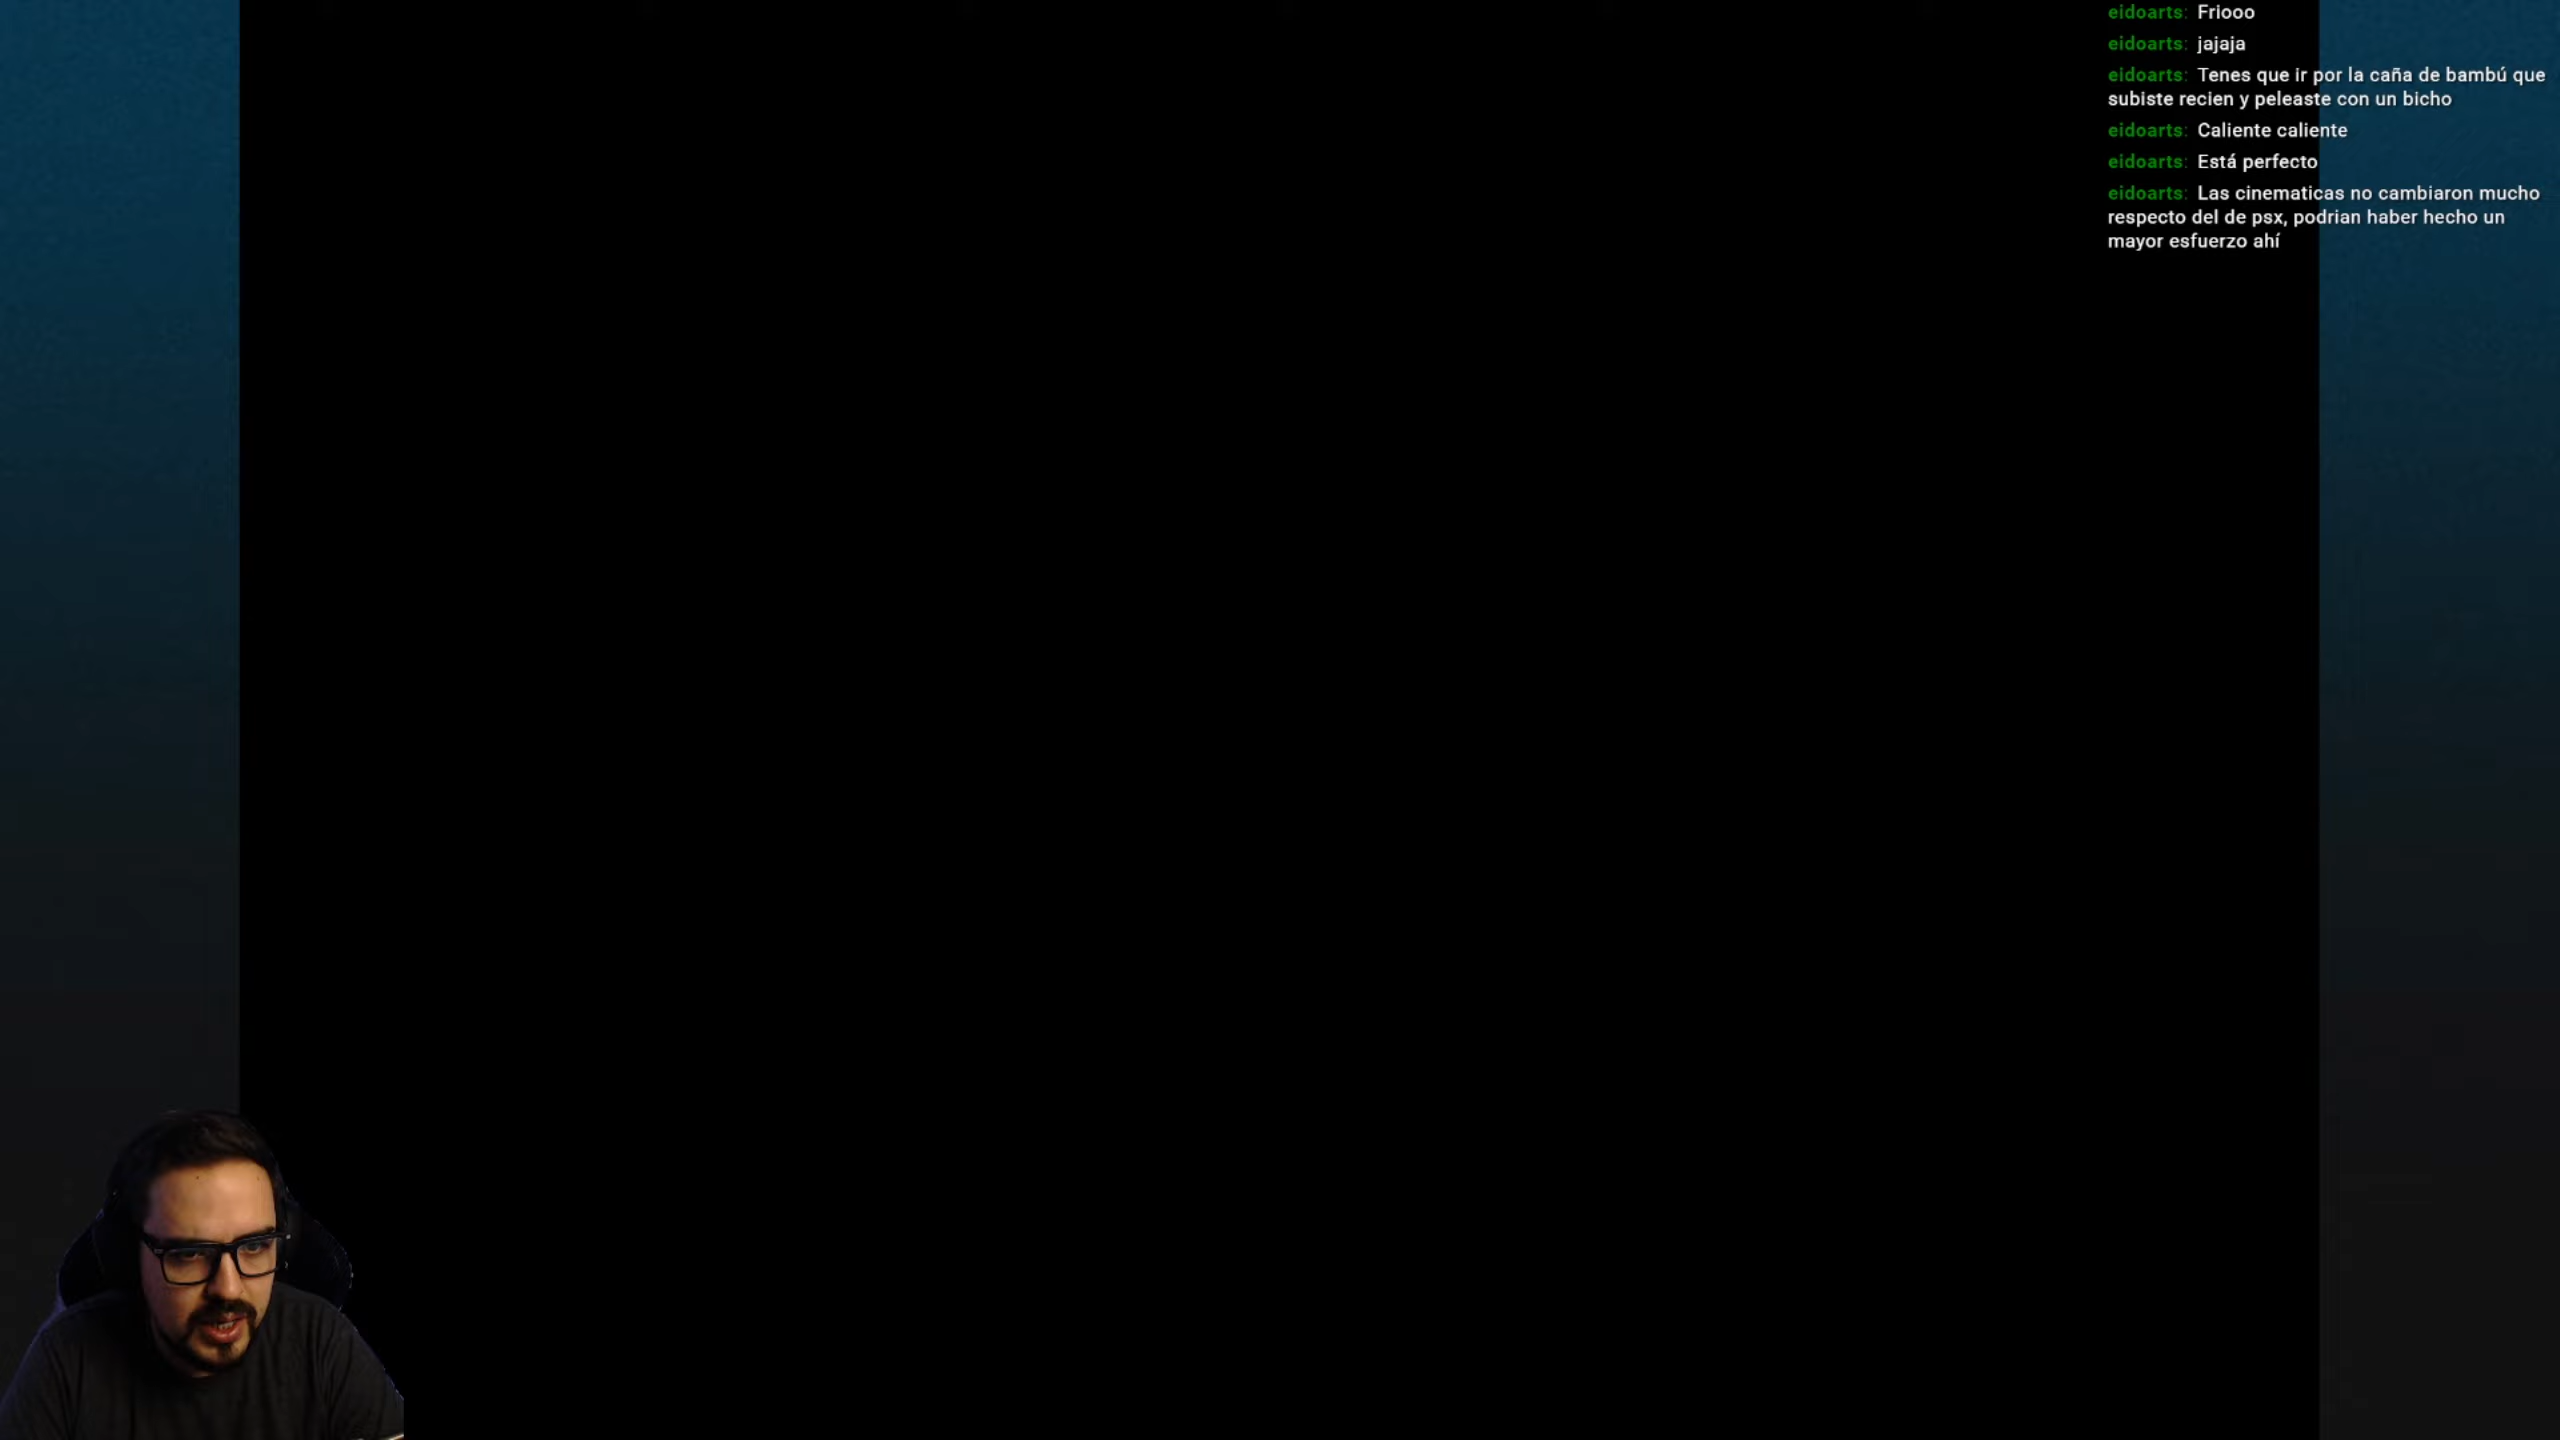 eidoarts: Friooo
eidoarts: jajaja
eidoarts: Tenes que ir por la caña de bambú que
subiste recien y peleaste con un bicho
eidoarts: Caliente caliente
eidoarts: Está perfecto
eidoarts: Las cinematicas no cambiaron mucho
respecto del de psx, podrian haber hecho un
mayor esfuerzo ahí